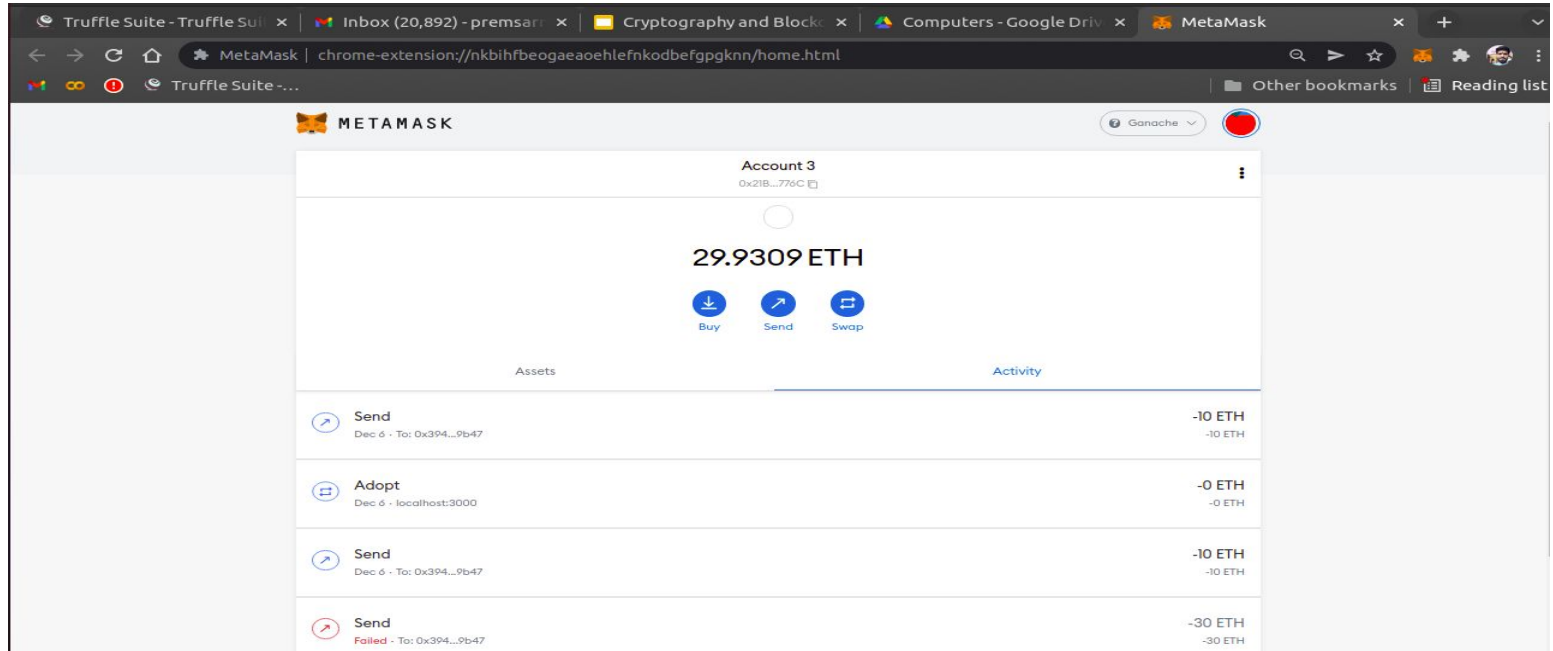 Truffle Suite - Truffle Sui
Inbox (20,892) - premsarr
Cryptography and Blockc
Computers - Google Driv
MetaMask
MetaMask | chrome-extension://nkbihfbeogaeaoehlefnkodbefgpgknn/home.html
Truffle Suite -...
Other bookmarks
Reading list
METAMASK
Ganache
Account 3
0x21B...776C
29.9309 ETH
Buy Send Swap
Assets Activity
Send -10 ETH
Dec 6 · To: 0x394...9b47 -10 ETH
Adopt -0 ETH
Dec 6 · localhost:3000 -0 ETH
Send -10 ETH
Dec 6 · To: 0x394...9b47 -10 ETH
Send -30 ETH
Failed · To: 0x394...9b47 -30 ETH